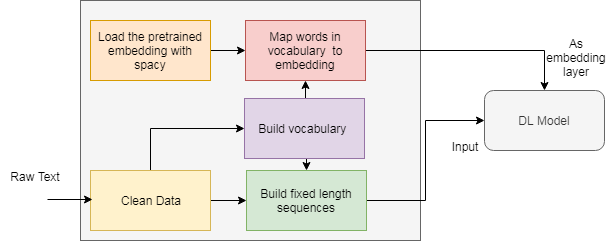 Load the pretrained
embedding with
spacy
Map words in
vocabulary to
embedding
As
embedding
layer
Build vocabulary
DL Model
Input
Raw Text
Clean Data
Build fixed length
sequences